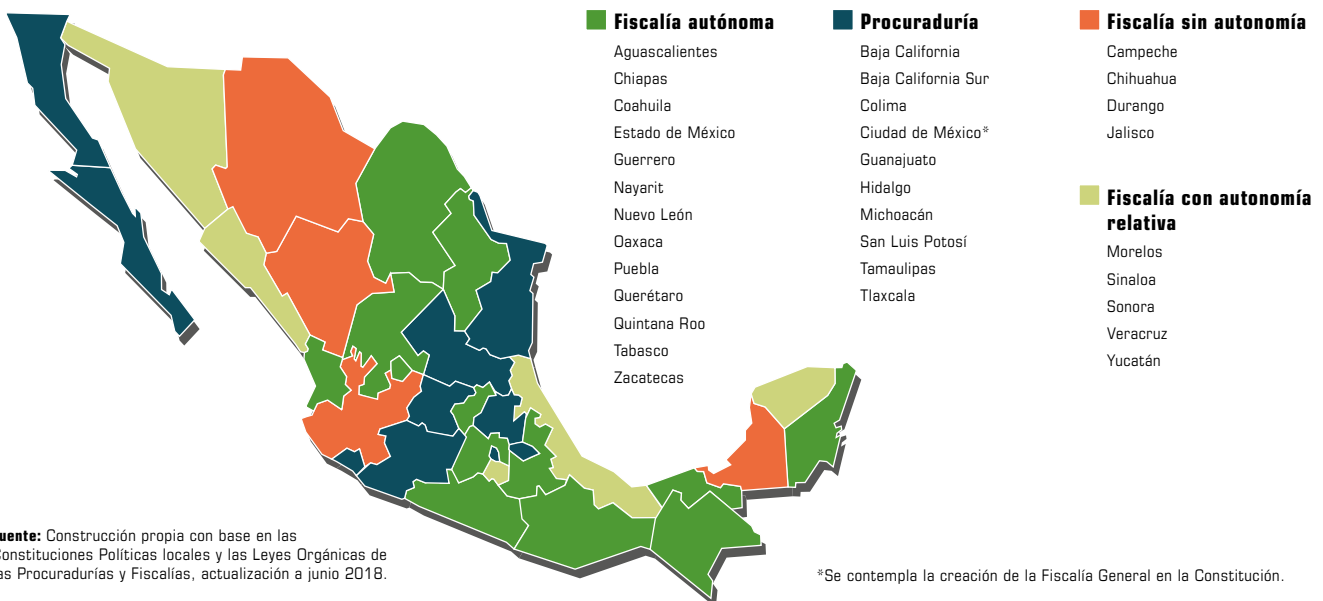 Fiscalía autónoma
Aguascalientes
Chiapas
Coahuila
Estado de México
Guerrero
Nayarit
Nuevo León
Oaxaca
Puebla
Querétaro
Quintana Roo
Tabasco
Zacatecas
Procuraduría
Baja California
Baja California Sur
Colima
Ciudad de México*
Guanajuato
Hidalgo
Michoacán
San Luis Potosí
Tamaulipas
Tlaxcala
Fiscalía sin autonomía
Campeche
Chihuahua
Durango
Jalisco
Fiscalía con autonomía
relativa
Morelos
Sinaloa
Sonora
Veracruz
Yucatán
uente: Construcción propia con base en las
Constituciones Políticas locales y las Leyes Orgánicas de
as Procuradurías y Fiscalías, actualización a junio 2018.
*Se contempla la creación de la Fiscalía General en la Constitución.